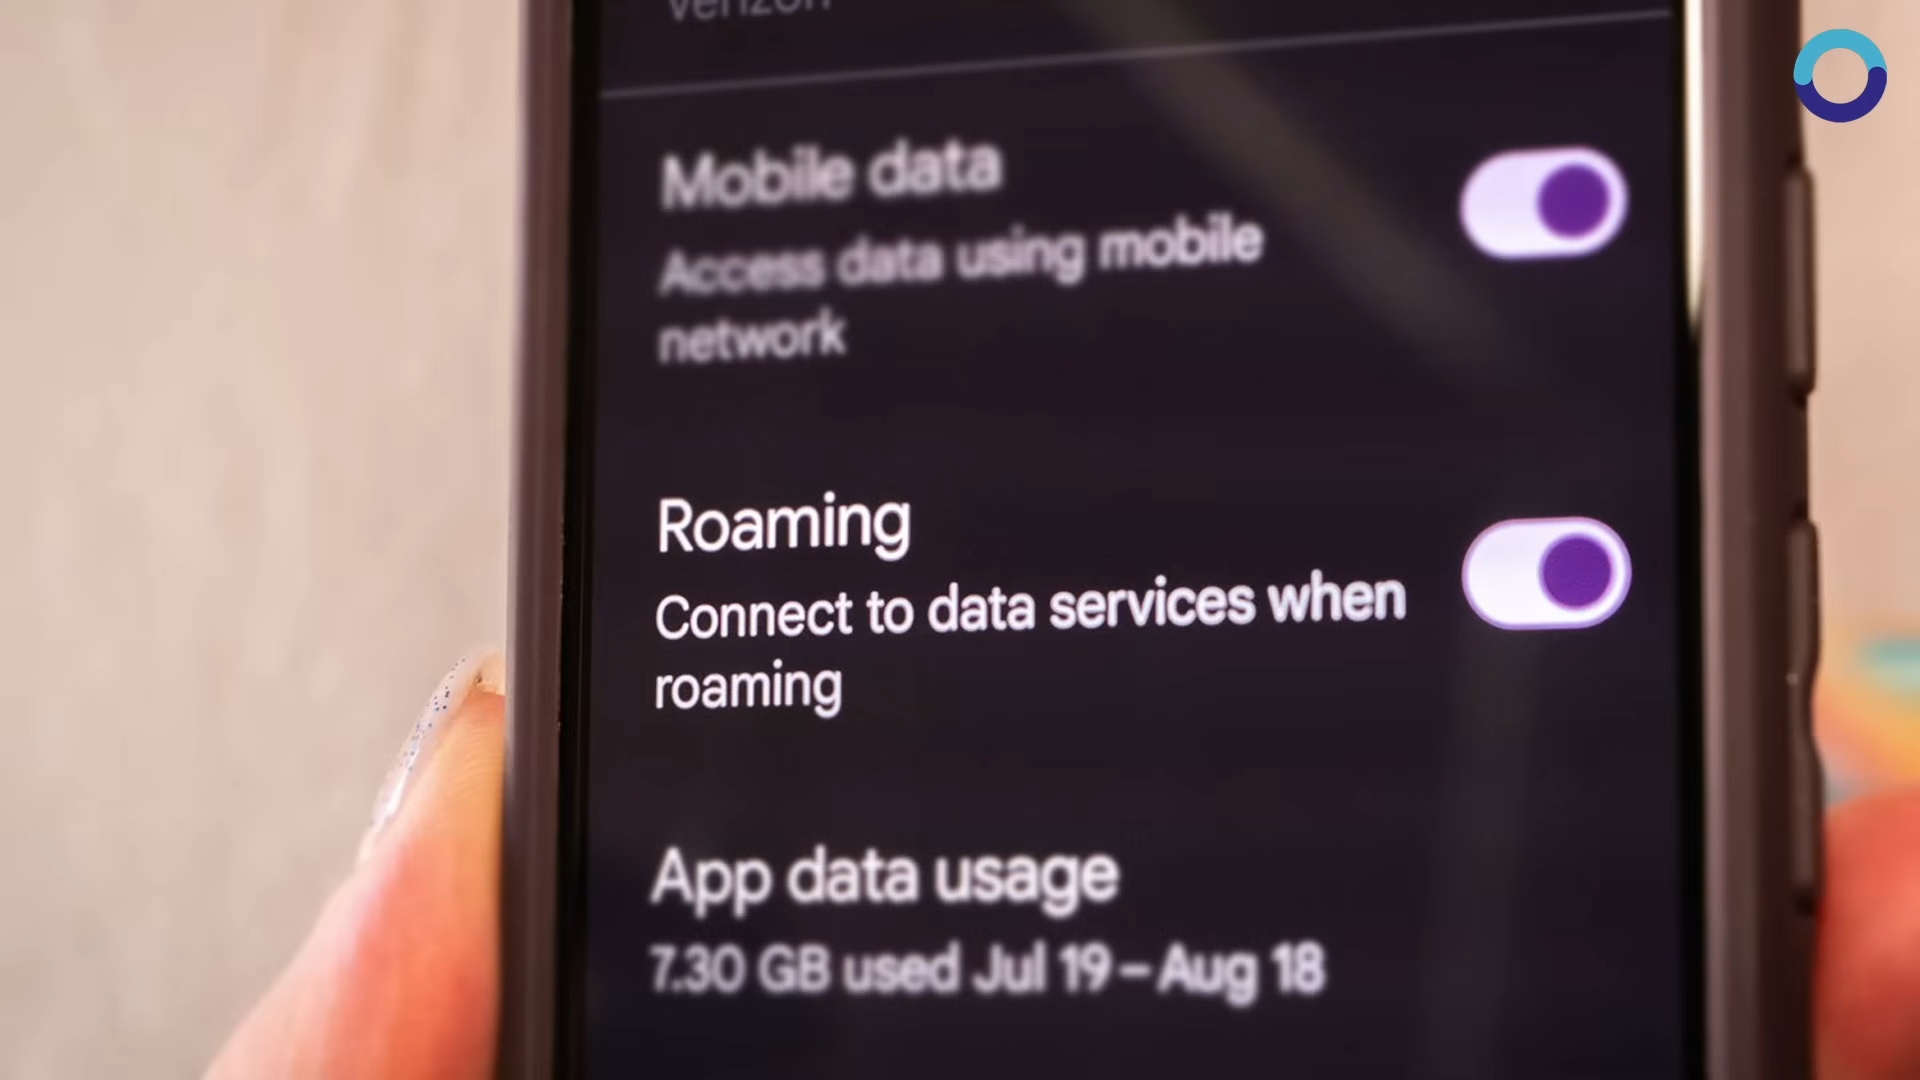 verizon
Mobile data
Access data using mobile
network
Roaming
Connect to data services when
roaming
App data usage
7.30 GB used Jul 19 – Aug 18